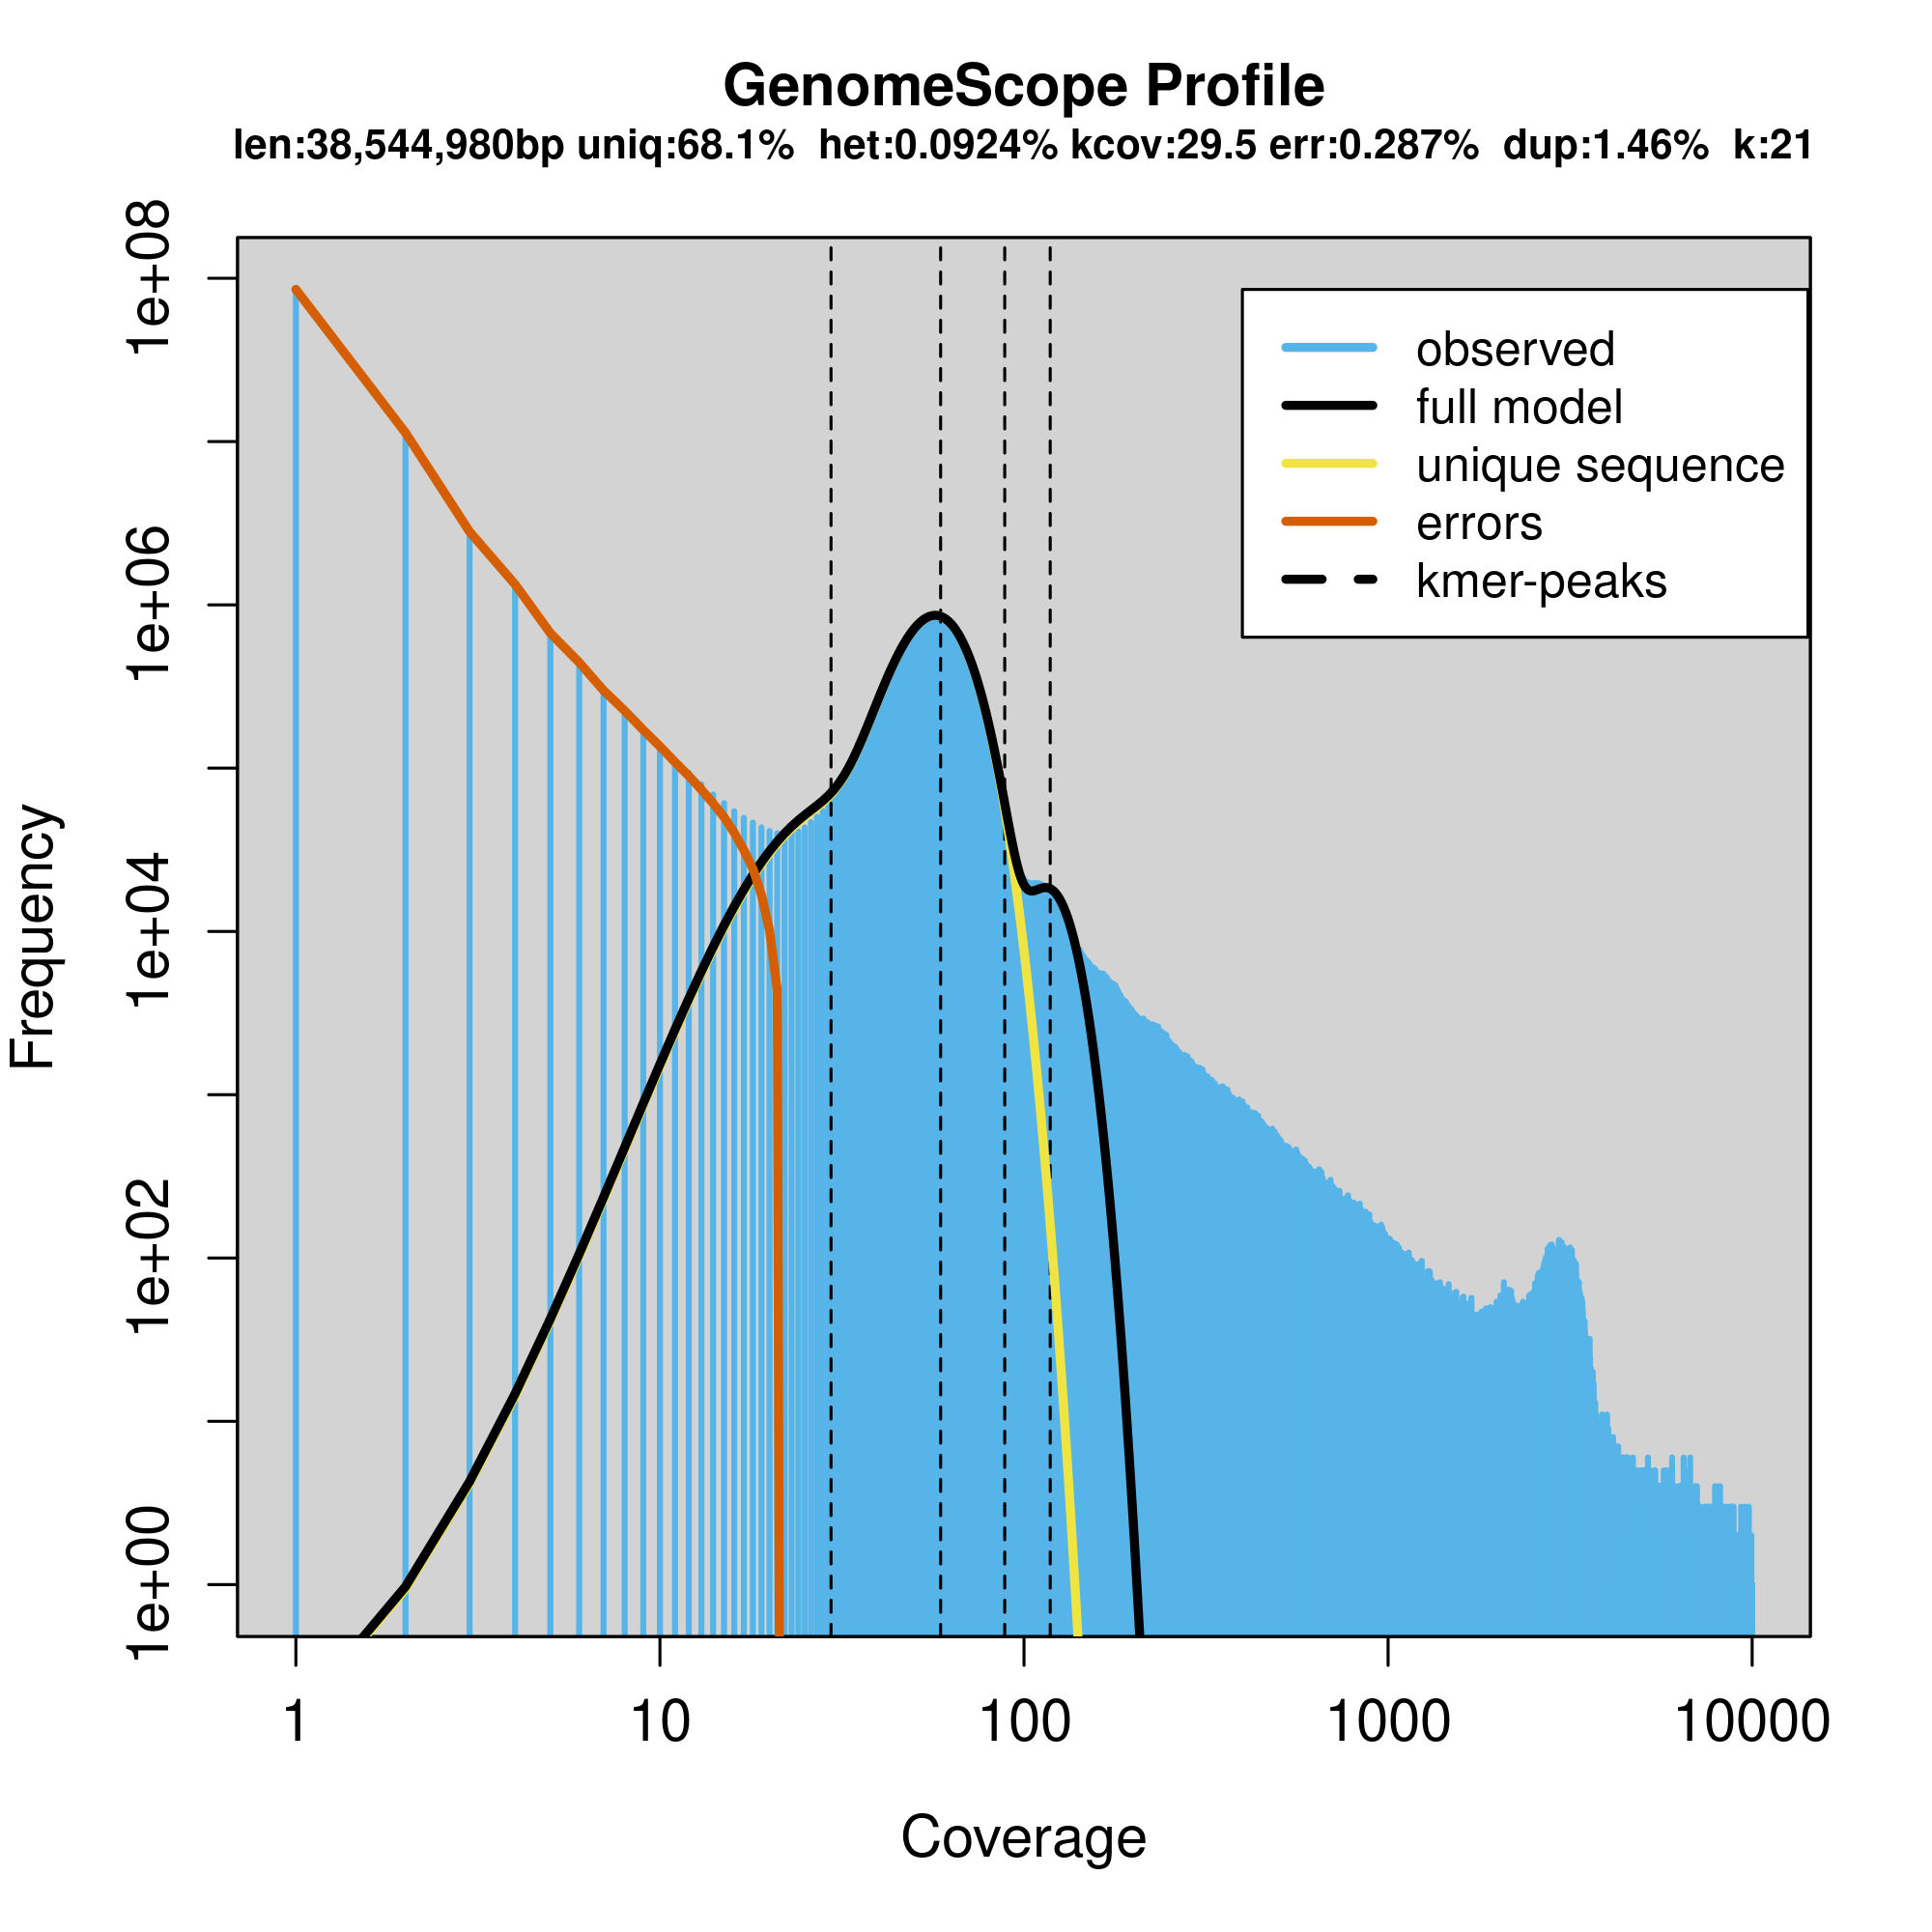 GenomeScope Profile
len:38,544,980bp uniq:68.1% het:0.0924% kcov:29.5 err:0.287% dup:1.46% k:21
Frequency
1e+08
1e+06
1e+04
1e+02
1e+00
observed
full model
unique sequence
errors
kmer-peaks
1 10 100 1000 10000
Coverage